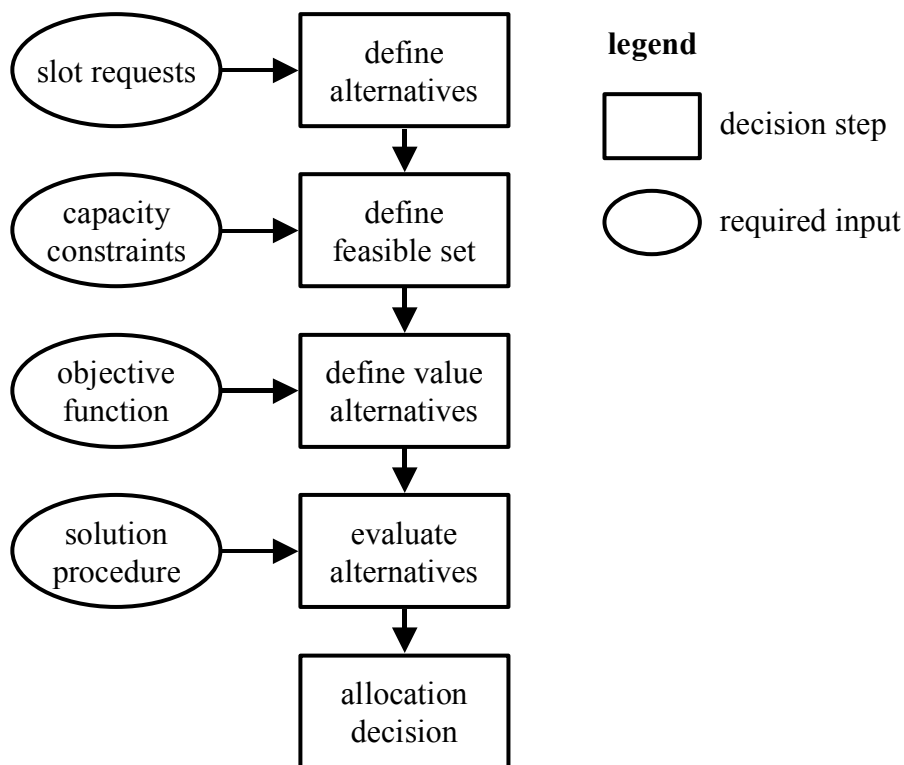 slot requests
define
alternatives
capacity
constraints
define
feasible set
objective
function
define value
alternatives
solution
procedure
evaluate
alternatives
allocation
decision
legend
decision step
required input